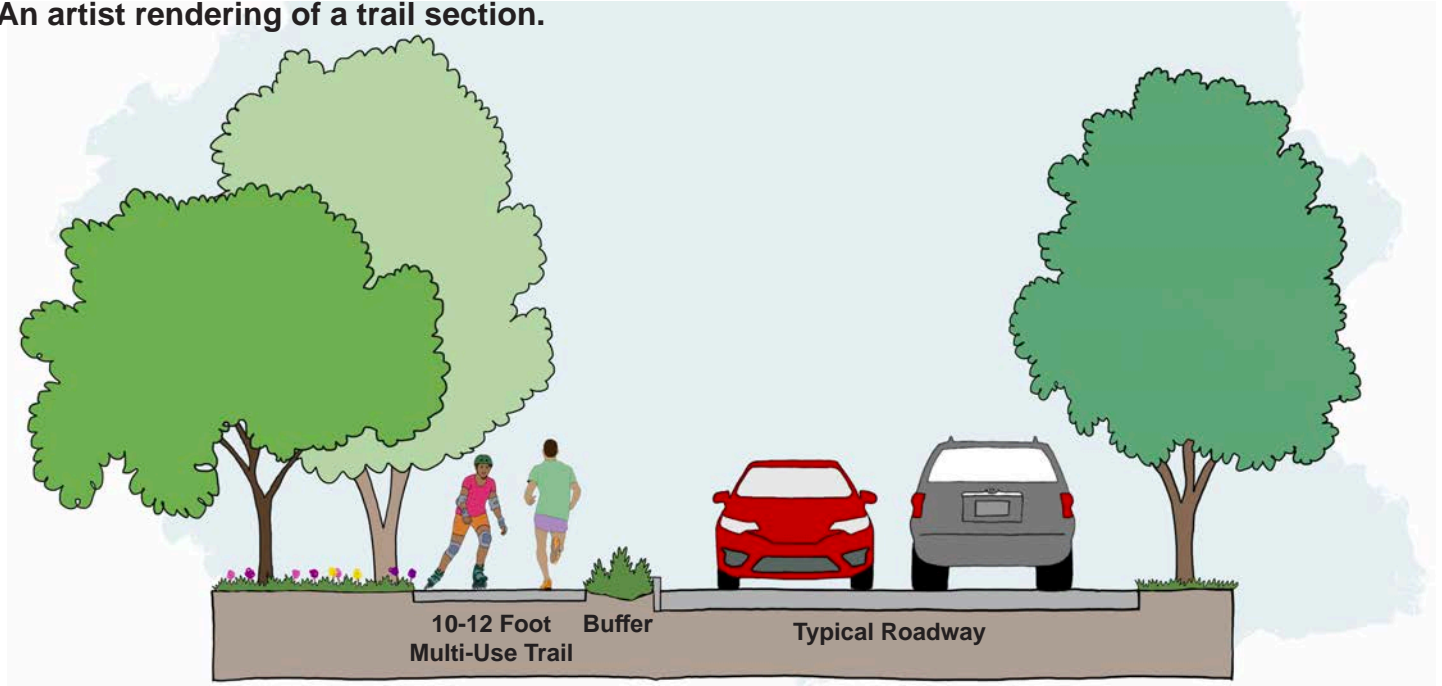 An artist rendering of a trail section.
10-12 Foot
Multi-Use Trail
Buffer
Typical Roadway